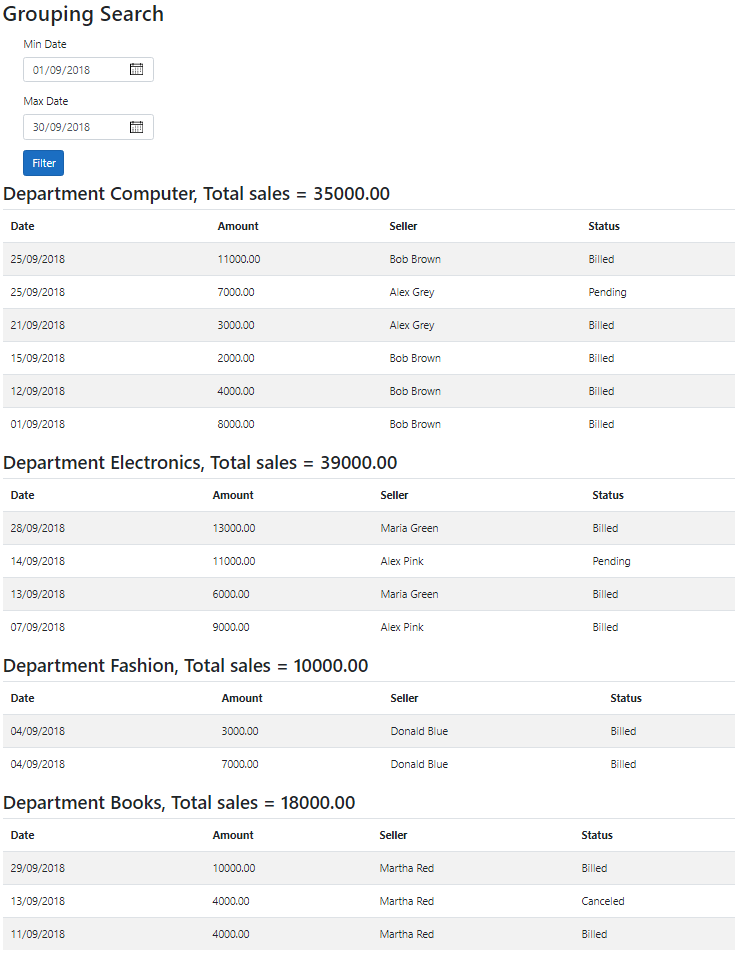 Grouping Search
Min Date
01/09/2018
Max Date
30/09/2018
Filter
Department Computer, Total sales = 35000.00
Date Amount Seller Status
25/09/2018 11000.00 Bob Brown Billed
25/09/2018 7000.00 Alex Grey Pending
21/09/2018 3000.00 Alex Grey Billed
15/09/2018 2000.00 Bob Brown Billed
12/09/2018 4000.00 Bob Brown Billed
01/09/2018 8000.00 Bob Brown Billed
Department Electronics, Total sales = 39000.00
Date Amount Seller Status
28/09/2018 13000.00 Maria Green Billed
14/09/2018 11000.00 Alex Pink Pending
13/09/2018 6000.00 Maria Green Billed
07/09/2018 9000.00 Alex Pink Billed
Department Fashion, Total sales = 10000.00
Date Amount Seller Status
04/09/2018 3000.00 Donald Blue Billed
04/09/2018 7000.00 Donald Blue Billed
Department Books, Total sales = 18000.00
Date Amount Seller Status
29/09/2018 10000.00 Martha Red Billed
13/09/2018 4000.00 Martha Red Canceled
11/09/2018 4000.00 Martha Red Billed